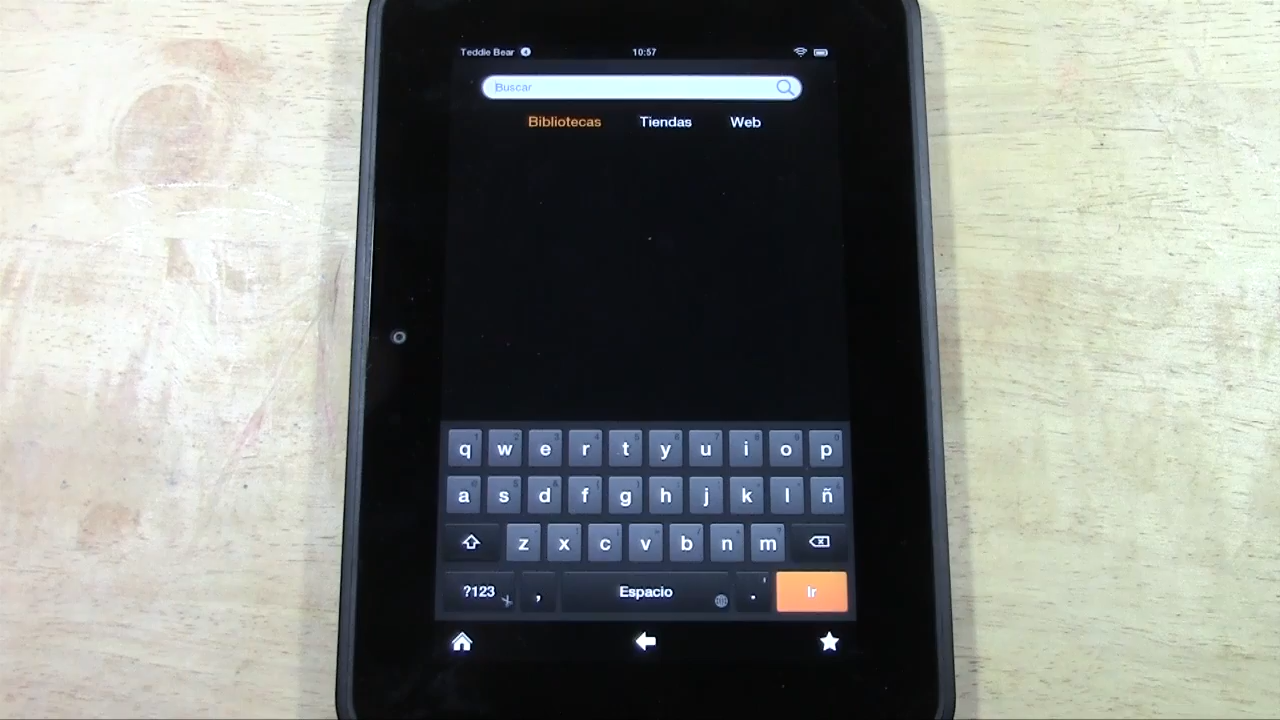 Teddie Bear 10:57
Buscar
Bibliotecas Tiendas Web
q w e r t y u i o p
a s d f g h j k l ñ
z x c v b n m
?123 , Espacio . Ir